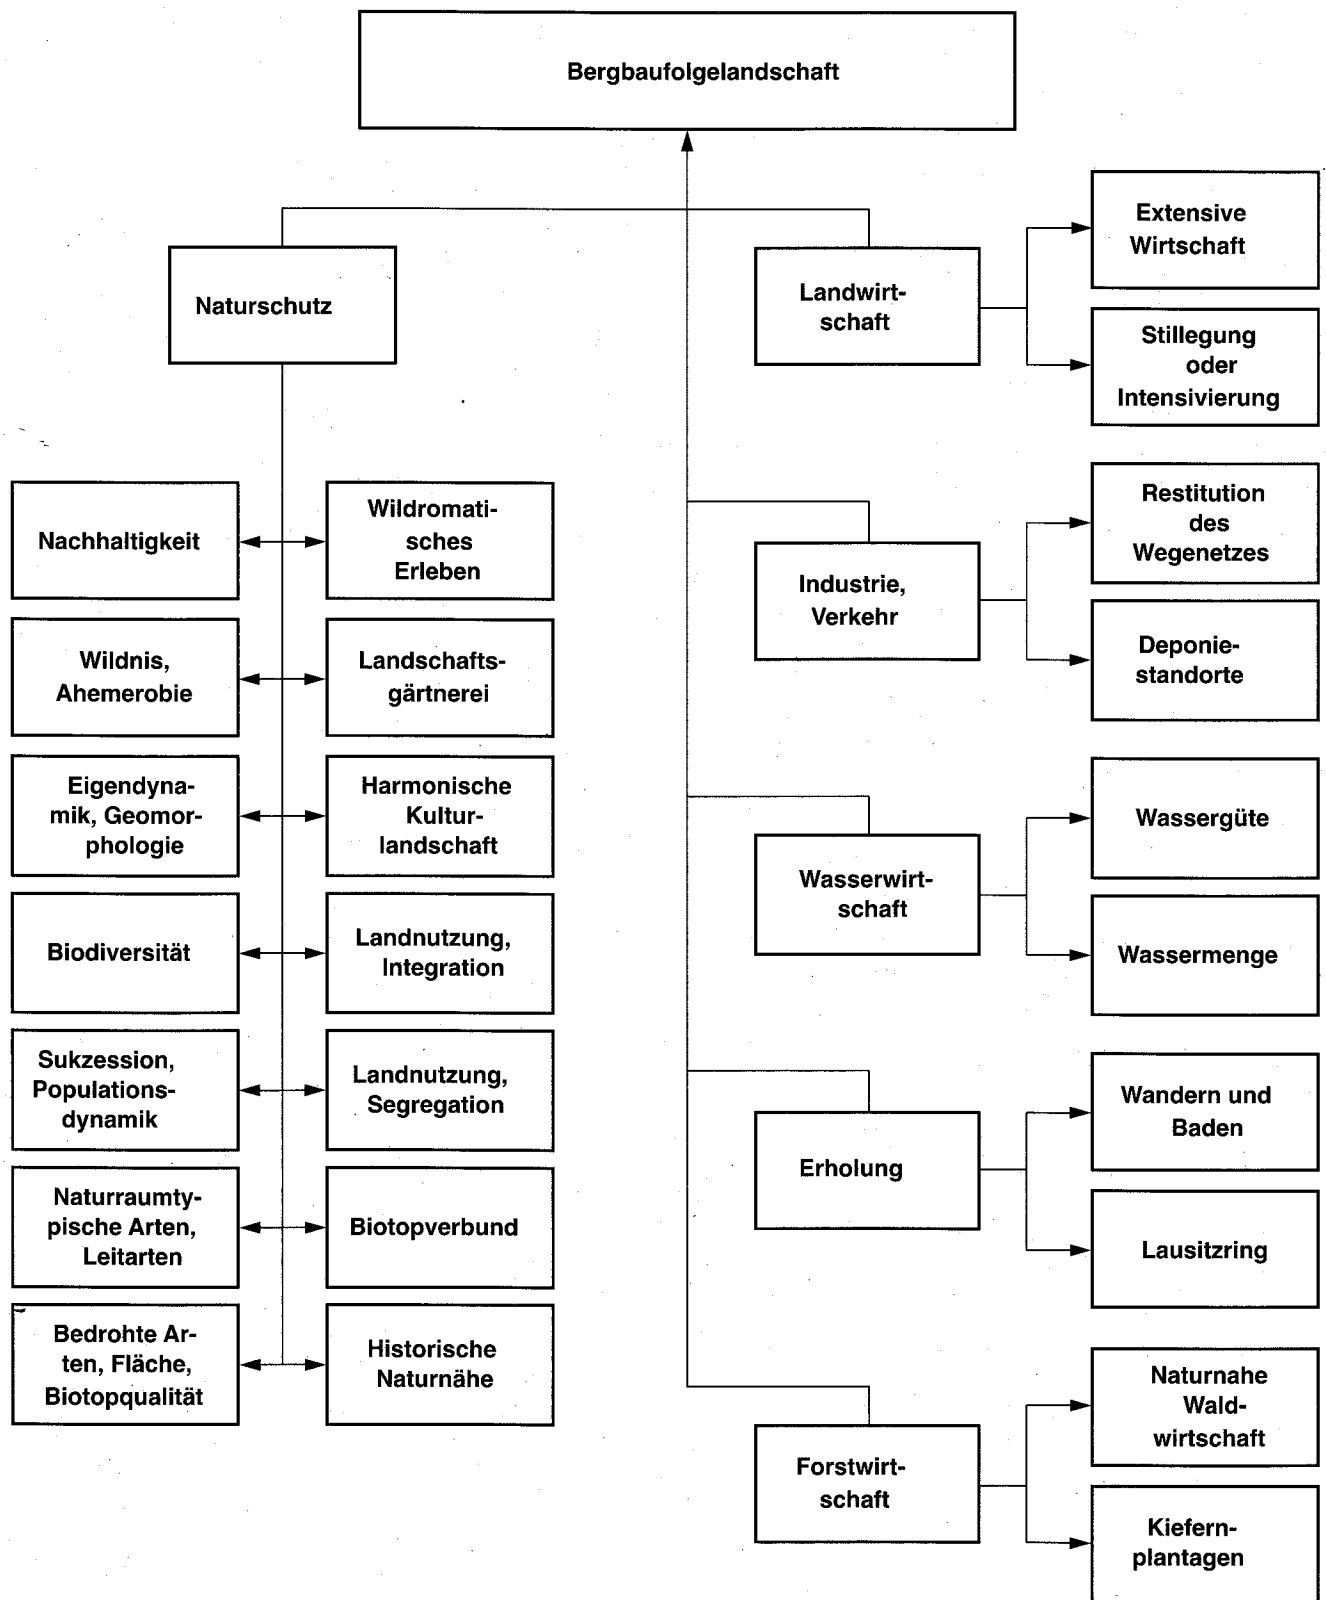 Bergbaufolgelandschaft
Naturschutz
Nachhaltigkeit
Wildromati-
sches
Erleben
Wildnis,
Ahemerobie
Landschafts-
gärtnerei
Eigendyna-
mik, Geomor-
phologie
Harmonische
Kultur-
landschaft
Biodiversität
Landnutzung,
Integration
Sukzession,
Populations-
dynamik
Landnutzung,
Segregation
Naturraumty-
pische Arten,
Leitarten
Biotopverbund
Bedrohte Ar-
ten, Fläche,
Biotopqualität
Historische
Naturnähe
Landwirt-
schaft
Extensive
Wirtschaft
Stillegung
oder
Intensivierung
Industrie,
Verkehr
Restitution
des
Wegenetzes
Deponie-
standorte
Wasserwirt-
schaft
Wassergüte
Wassermenge
Erholung
Wandern und
Baden
Lausitzring
Forstwirt-
schaft
Naturnahe
Wald-
wirtschaft
Kiefern-
plantagen